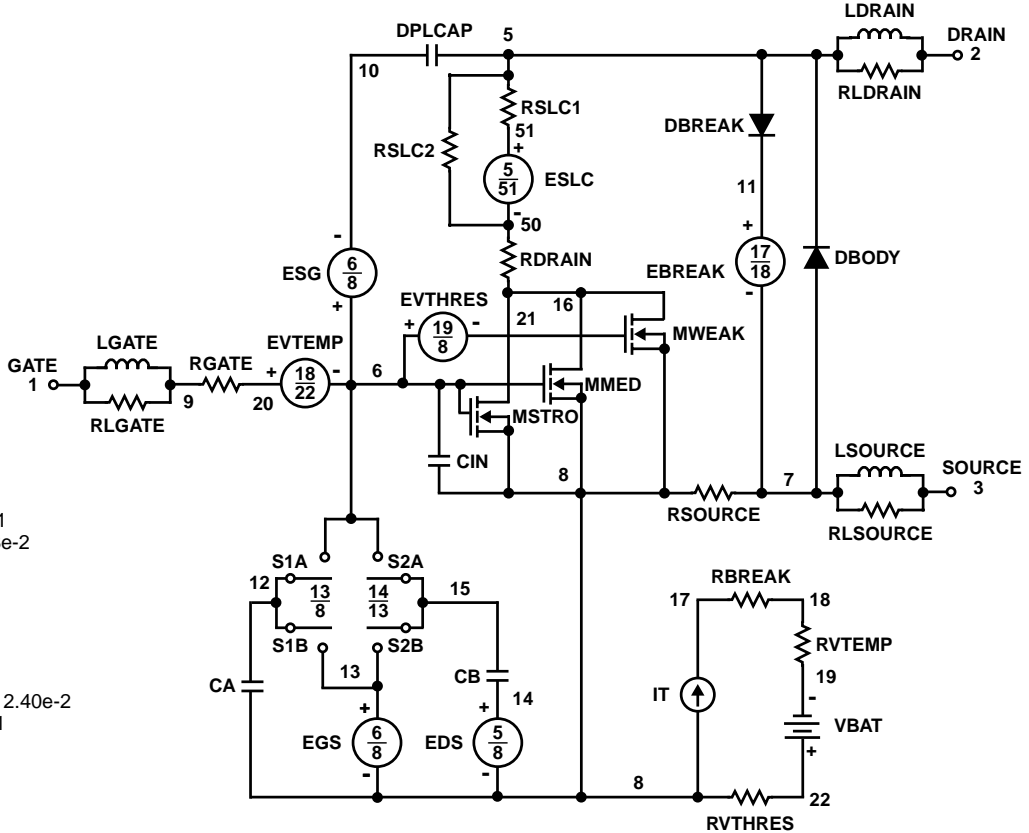 LDRAIN
DPLCAP 5 DRAIN
10 2
RLDRAIN
RSLC1
DBREAK
51
+
RSLC2
5
51
ESLC
11
-
50
-
+
RDRAIN
17
18
DBODY
6
8
ESG
EBREAK
EVTHRES
-
+
16
21
+ 19 -
8
MWEAK
LGATE EVTEMP
GATE RGATE
1
+ 18 -
22
6
MMED
9 20
MSTRO
RLGATE
LSOURCE
CIN
8 7 SOURCE
3
RSOURCE
RLSOURCE
1
e-2
S1A S2A
RBREAK
12
13
8
14
13
15
17 18
S1B S2B
RVTEMP
13
CB
19
CA
14
-
2.40e-2
+ +
IT
VBAT
EGS
6
8
EDS
5
8
+
- -
8
22
RVTHRES